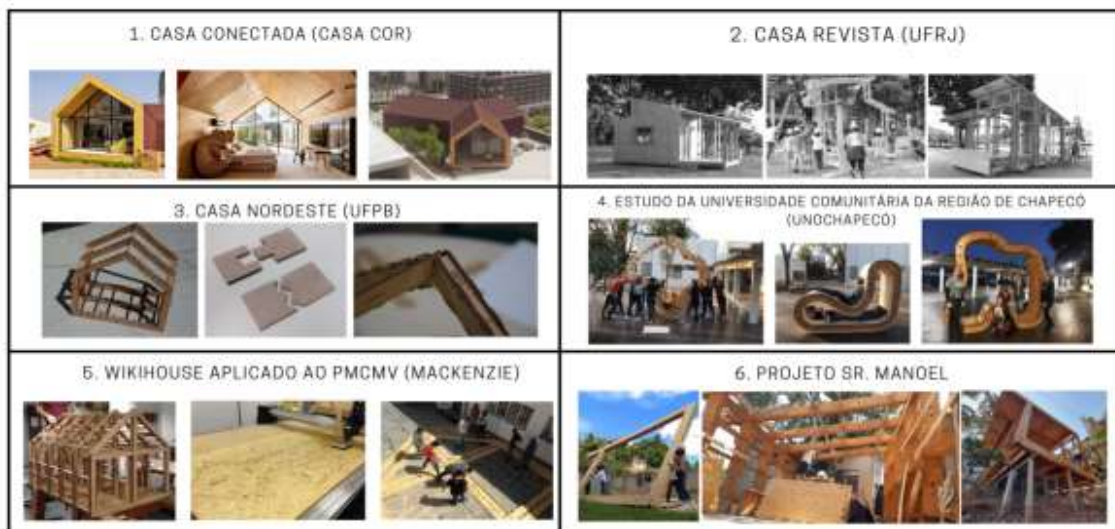 1. CASA CONECTADA (CASA COR)
2. CASA REVISTA (UFRJ)
3. CASA NORDESTE (UFPB)
4. ESTUDO DA UNIVERSIDADE COMUNITÁRIA DA REGIÃO DE CHAPECÓ
(UNOCHAPECÓ)
5. WIKIHOUSE APLICADO AO PMCMV (MACKENZIE)
6. PROJETO SR. MANOEL